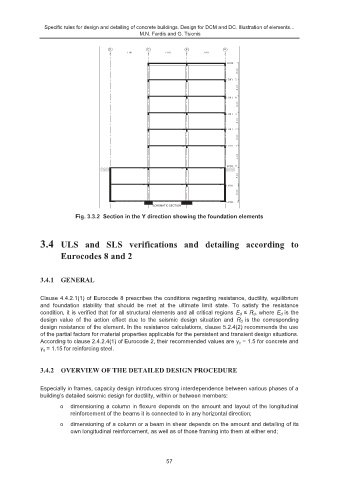 Specific rules for design and detailing of concrete buildings. Design for DCM and DC. Illustration of elements...
M.N. Fardis and G. Tsionis
Fig. 3.3.2 Section in the Y direction showing the foundation elements
3.4 ULS and SLS verifications and detailing according to
Eurocodes 8 and 2
3.4.1 GENERAL
Clause 4.4.2.1(1) of Eurocode 8 prescribes the conditions regarding resistance, ductility, equilibrium
and foundation stability that should be met at the ultimate limit state. To satisfy the resistance
condition, it is verified that for all structural elements and all critical regions Ed ≤ Rd, where Ed is the
design value of the action effect due to the seismic design situation and Rd is the corresponding
design resistance of the element. In the resistance calculations, clause 5.2.4(2) recommends the use
of the partial factors for material properties applicable for the persistent and transient design situations.
According to clause 2.4.2.4(1) of Eurocode 2, their recommended values are γc = 1.5 for concrete and
γs = 1.15 for reinforcing steel.
3.4.2 OVERVIEW OF THE DETAILED DESIGN PROCEDURE
Especially in frames, capacity design introduces strong interdependence between various phases of a
building's detailed seismic design for ductility, within or between members:
o dimensioning a column in flexure depends on the amount and layout of the longitudinal
reinforcement of the beams it is connected to in any horizontal direction;
o dimensioning of a column or a beam in shear depends on the amount and detailing of its
own longitudinal reinforcement, as well as of those framing into them at either end;
57